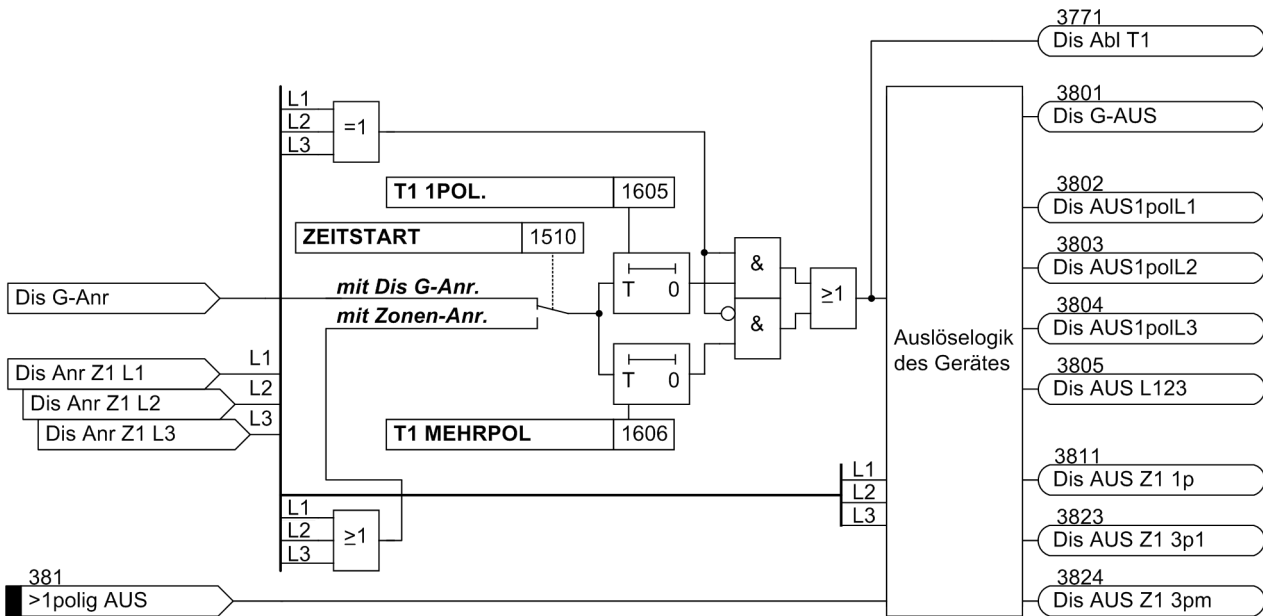 3771
Dis Abl T1
L1
L2
L3
=1
3801
Dis G-AUS
T1 1POL. 1605
3802
Dis AUS1polL1
ZEITSTART 1510
3803
Dis AUS1polL2
T 0
&
≥1
mit Dis G-Anr.
Dis G-Anr
mit Zonen-Anr.
&
3804
Dis AUS1polL3
Auslöselogik
des Gerätes
L1
Dis Anr Z1 L1
L2
Dis Anr Z1 L2
L3
Dis Anr Z1 L3
T 0
3805
Dis AUS L123
T1 MEHRPOL 1606
L1
L2
L3
3811
Dis AUS Z1 1p
L1
L2
L3
≥1
3823
Dis AUS Z1 3p1
381
>1polig AUS
3824
Dis AUS Z1 3pm